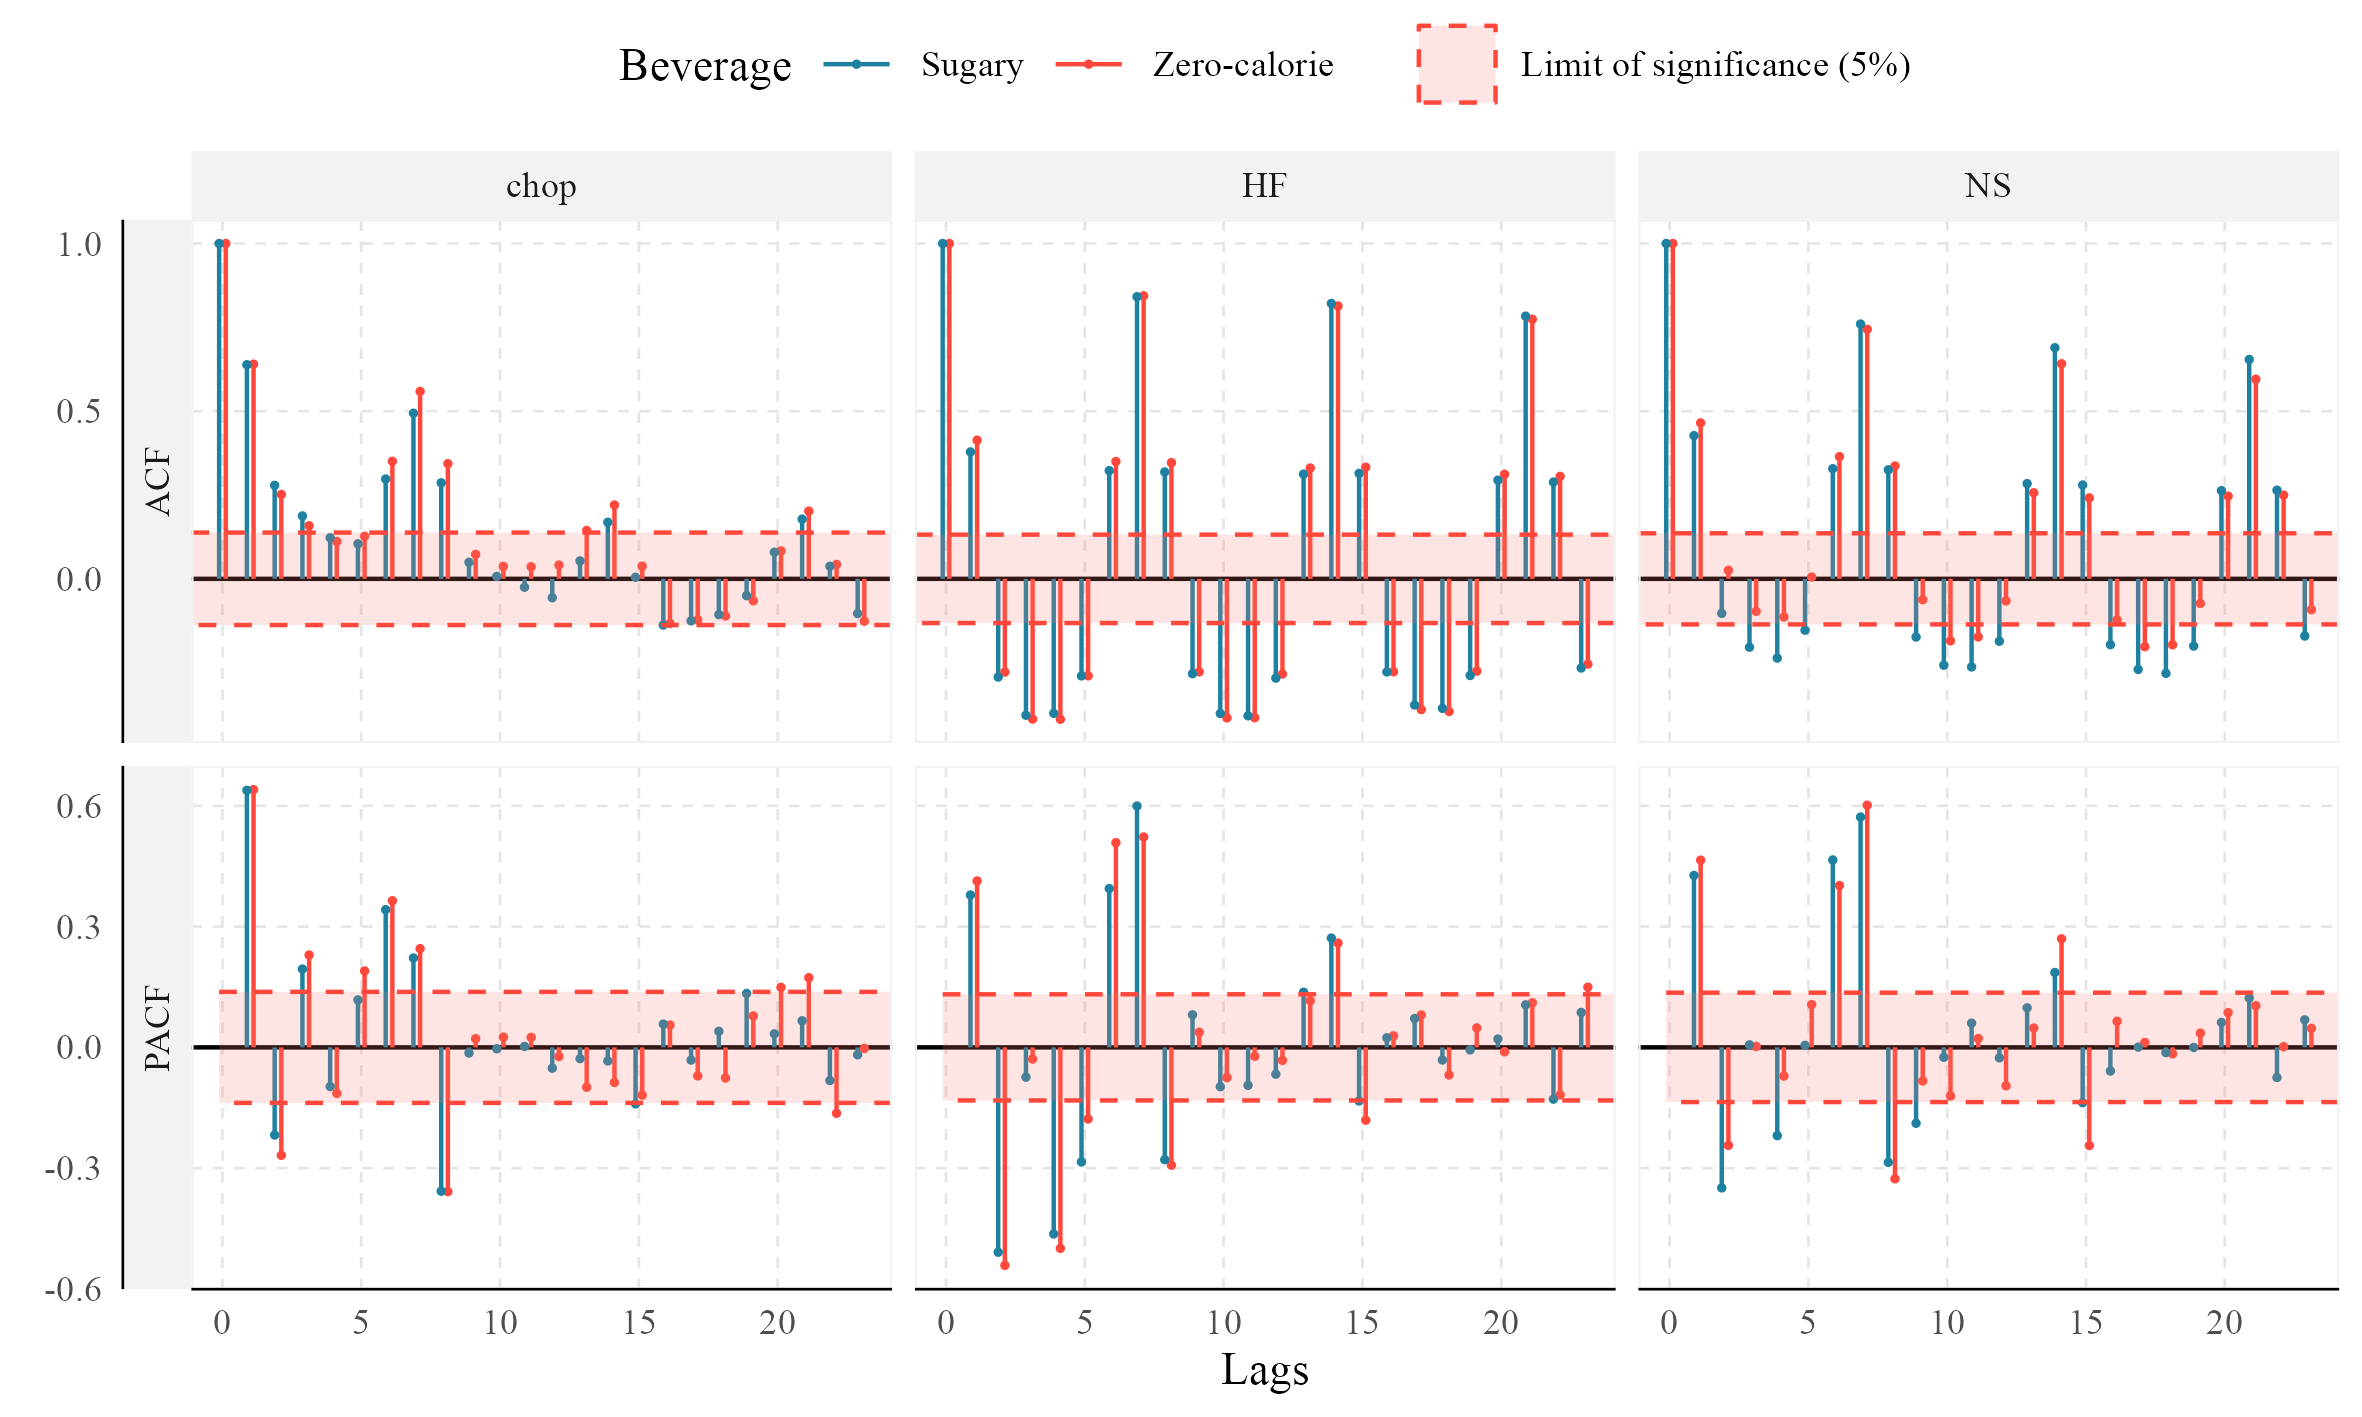 Beverage Sugary Zero-calorie Limit of significance (5%)
chop HF NS
ACF
1.0
0.5
0.0
PACF
0.6
0.3
0.0
-0.3
-0.6
0 5 10 15 20 0 5 10 15 20 0 5 10 15 20
Lags